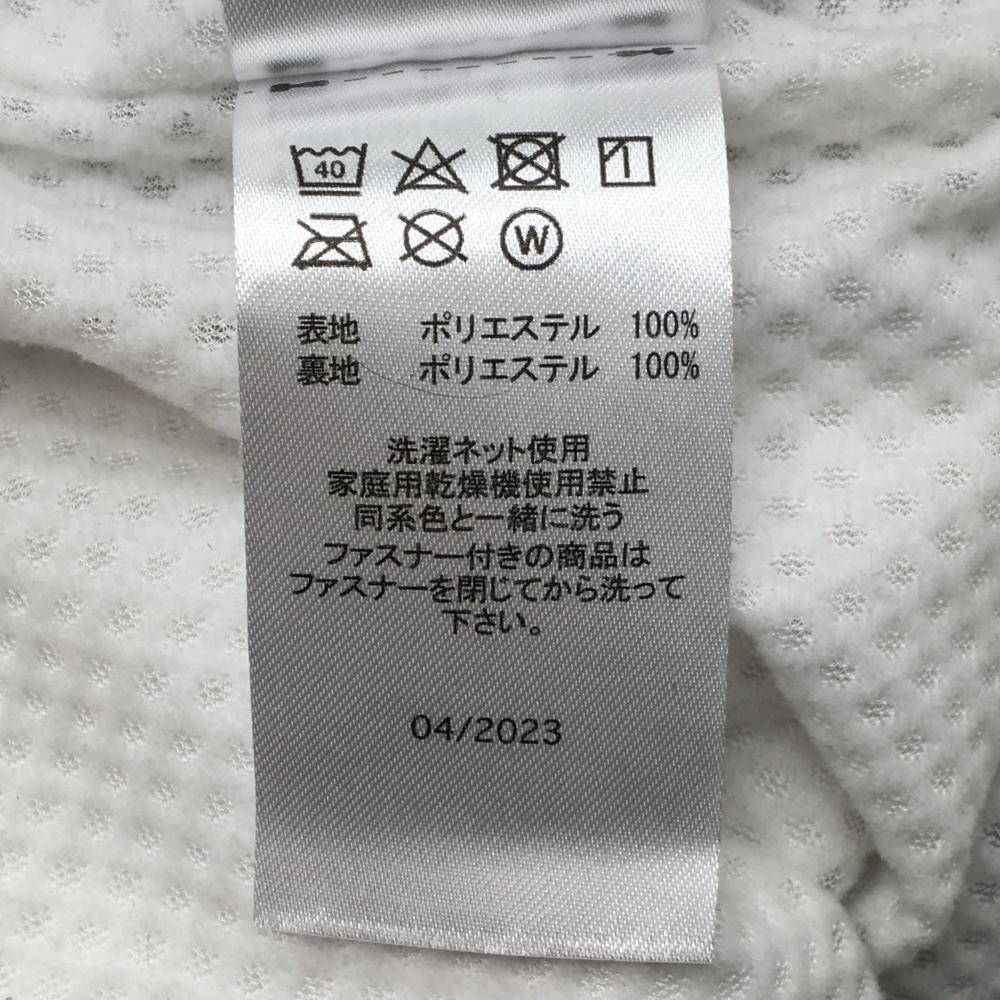 40
W
表地 ポリエステル 100%
裏地 ポリエステル 100%
洗濯ネット使用
家庭用乾燥機使用禁止
同系色と一緒に洗う
ファスナー付きの商品は
ファスナーを閉じてから洗って
下さい。
04/2023